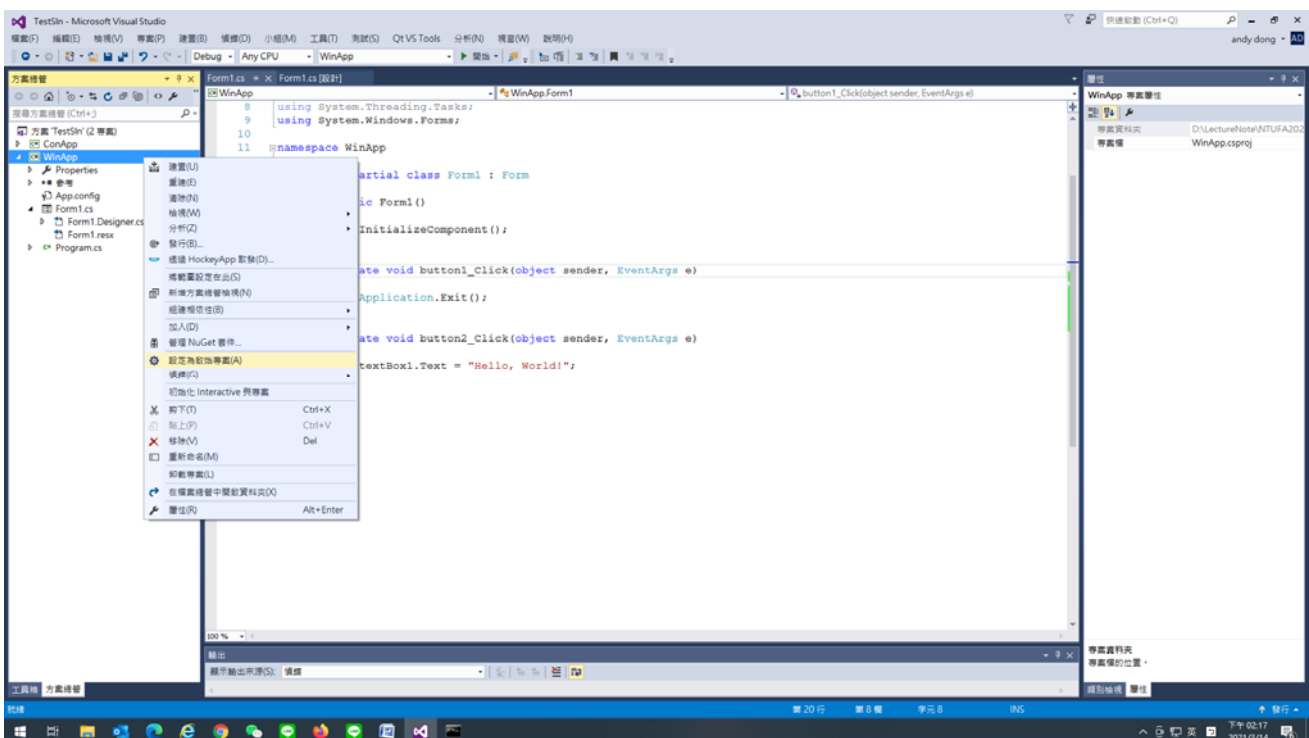 TestSln - Microsoft Visual Studio
快速啟動 (Ctrl+Q)
檔案(F) 編輯(E) 檢視(V) 專案(P) 建置(B) 偵錯(D) 小組(M) 工具(T) 測試(S) Qt VS Tools 分析(N) 視窗(W) 說明(H)
andy dong AD
Debug Any CPU WinApp 開始
方案總管
搜尋方案總管 (Ctrl+;)
方案 'TestSln' (2 專案)
ConApp
WinApp
Properties
參考
App.config
Form1.cs
Form1.Designer.cs
Form1.resx
Program.cs
建置(U)
重建(E)
清除(N)
檢視(W)
分析(Z)
發行(B)...
透過 HockeyApp 散發(D)...
將範圍設定在此(S)
新增方案總管檢視(N)
組建相依性(B)
加入(D)
管理 NuGet 套件...
設定為啟始專案(A)
偵錯(G)
初始化 Interactive 與專案
剪下(T) Ctrl+X
貼上(P) Ctrl+V
移除(V) Del
重新命名(M)
卸載專案(L)
在檔案總管中開啟資料夾(X)
屬性(R) Alt+Enter
Form1.cs Form1.cs [設計]
WinApp WinApp.Form1 button1_Click(object sender, EventArgs e)
8 using System.Threading.Tasks;
9 using System.Windows.Forms;
10
11 namespace WinApp
artial class Form1 : Form
ic Form1()
InitializeComponent();
ate void button1_Click(object sender, EventArgs e)
Application.Exit();
ate void button2_Click(object sender, EventArgs e)
textBox1.Text = "Hello, World!";
100 %
輸出
顯示輸出來源(S): 偵錯
屬性
WinApp 專案屬性
專案資料夾 D:\LectureNote\NTUFA202
專案檔 WinApp.csproj
專案資料夾
專案檔的位置。
工具箱 方案總管
類別檢視 屬性
就緒
第 20 行 第 8 欄 字元 8 INS
發行
英
下午 02:17
2021/3/14